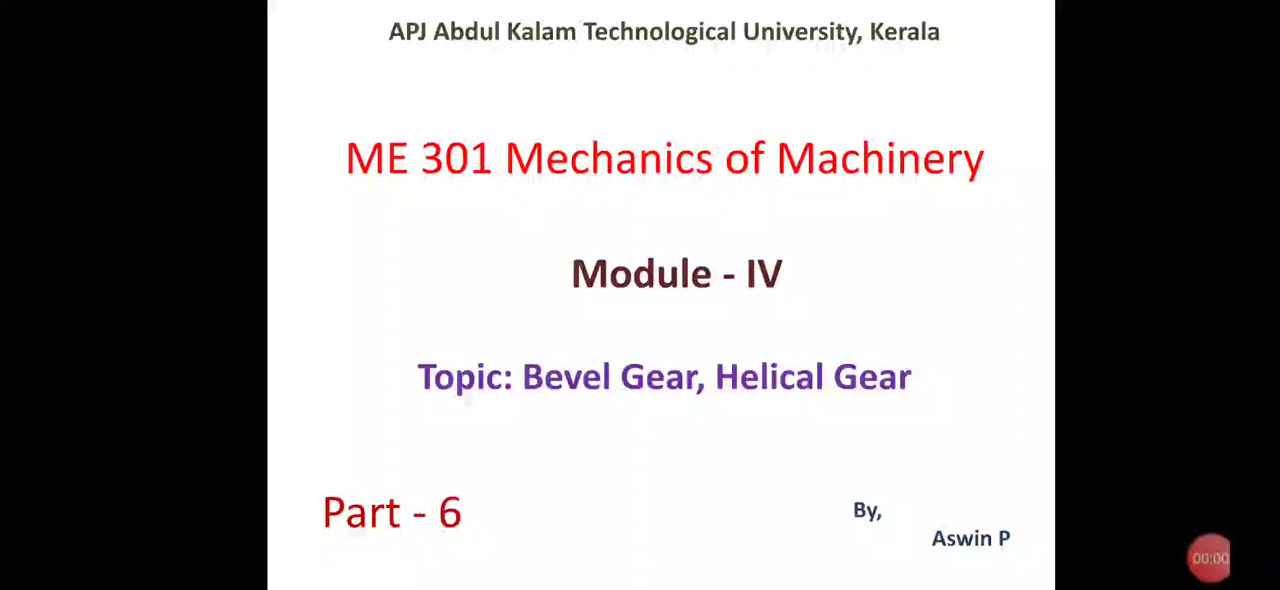 APJ Abdul Kalam Technological University, Kerala
ME 301 Mechanics of Machinery
Module - IV
Topic: Bevel Gear, Helical Gear
Part - 6
By,
Aswin P
00:00